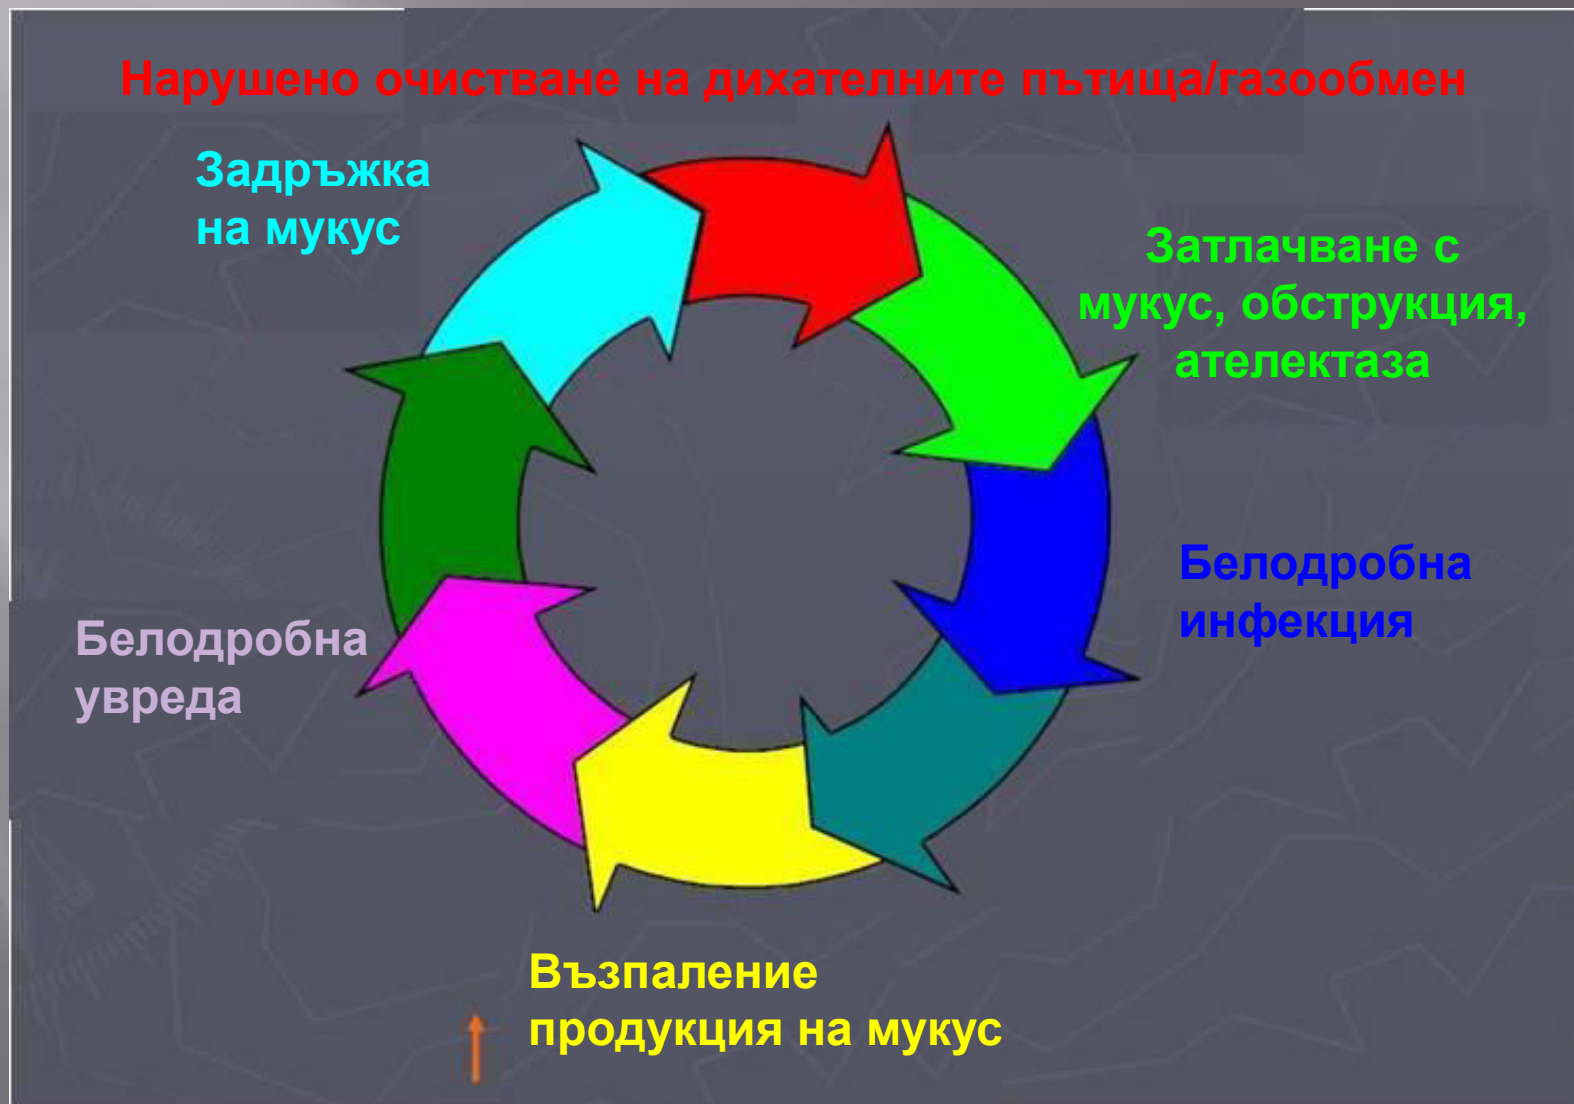 Нарушено очистване на дихателните пътища/газообмен
Задръжка
на мукус
Затлачване с
мукус, обструкция,
ателектаза
Белодробна
инфекция
Белодробна
увреда
Възпаление
продукция на мукус